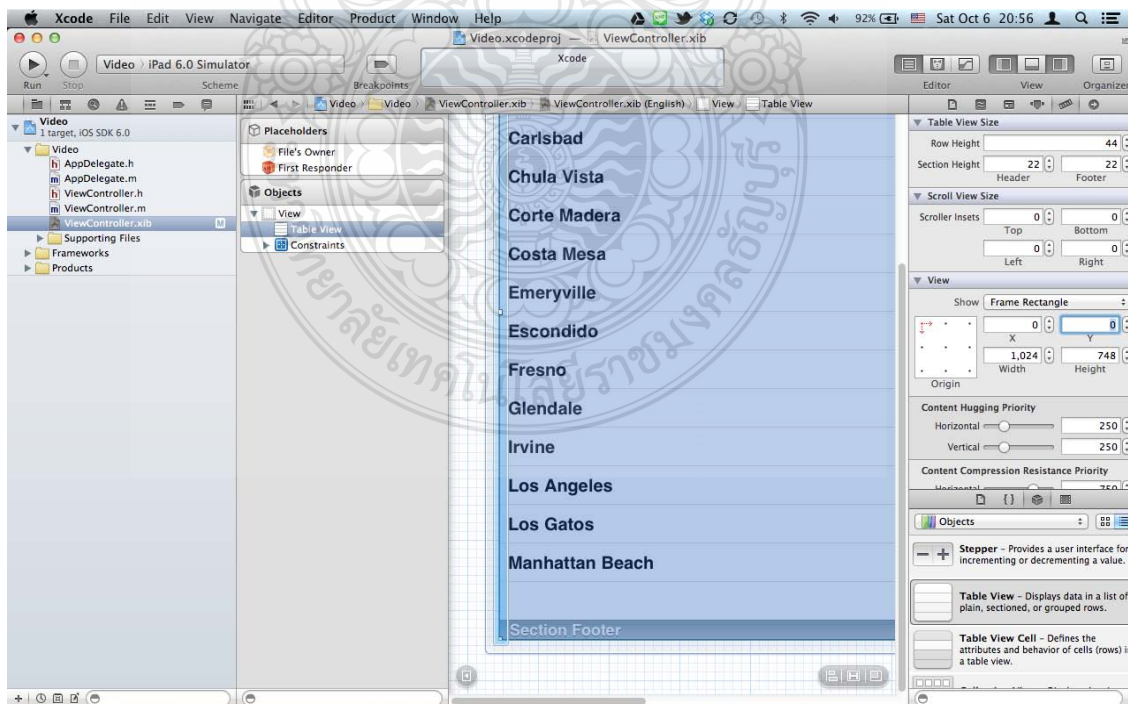 Xcode File Edit View Navigate Editor Product Window Help 92% Sat Oct 6 20:56
Video.xcodeproj — ViewController.xib
Video › iPad 6.0 Simulator
Xcode
Run Stop Scheme Breakpoints Editor View Organizer
Video › Video › ViewController.xib › ViewController.xib (English) › View › Table View
Video
1 target, iOS SDK 6.0
Video
h AppDelegate.h
m AppDelegate.m
h ViewController.h
m ViewController.m
ViewController.xib M
Supporting Files
Frameworks
Products
Placeholders
File's Owner
First Responder
Objects
View
Table View
Constraints
Carlsbad
Chula Vista
Corte Madera
Costa Mesa
Emeryville
Escondido
Fresno
Glendale
Irvine
Los Angeles
Los Gatos
Manhattan Beach
Section Footer
Table View Size
Row Height 44
Section Height 22 22
Header Footer
Scroll View Size
Scroller Insets 0 0
Top Bottom
0 0
Left Right
View
Show Frame Rectangle
0 0
X Y
1,024 748
Width Height
Origin
Content Hugging Priority
Horizontal 250
Vertical 250
Content Compression Resistance Priority
Horizontal 750
{ }
Objects
Stepper – Provides a user interface for
incrementing or decrementing a value.
Table View – Displays data in a list of
plain, sectioned, or grouped rows.
Table View Cell – Defines the
attributes and behavior of cells (rows) i
a table view.